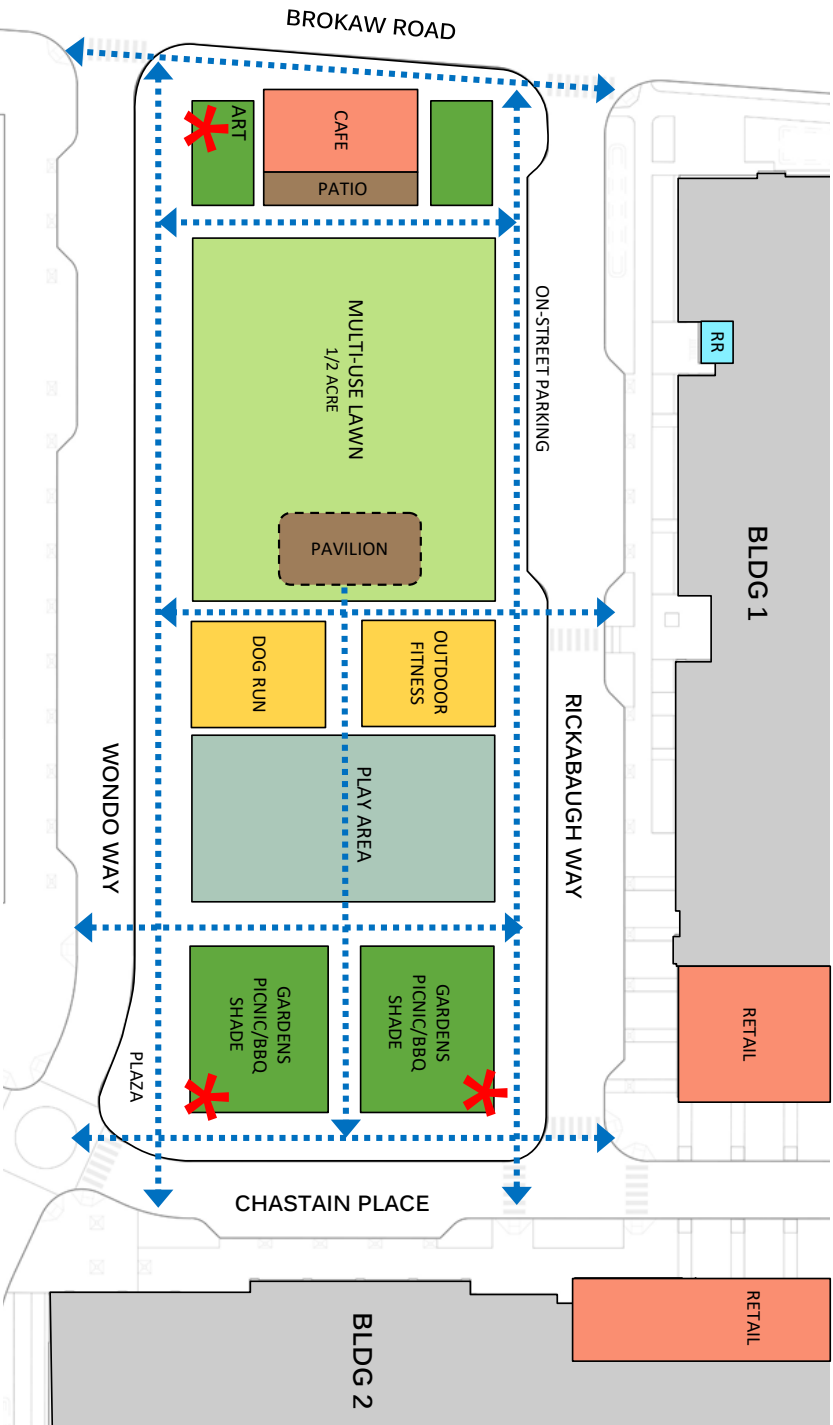 BROKAW ROAD
ART
CAFE
PATIO
MULTI-USE LAWN
1/2 ACRE
ON-STREET PARKING
RR
BLDG 1
PAVILION
DOG RUN
OUTDOOR
FITNESS
RICKABAUGH WAY
WONDO WAY
PLAY AREA
GARDENS
PICNIC/BBQ
SHADE
GARDENS
PICNIC/BBQ
SHADE
RETAIL
PLAZA
CHASTAIN PLACE
RETAIL
BLDG 2